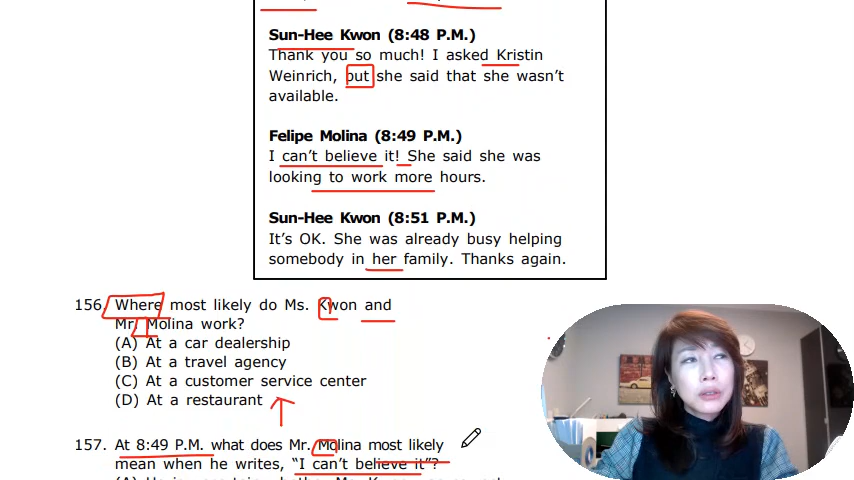 Sun-Hee Kwon (8:48 P.M.)
Thank you so much! I asked Kristin
Weinrich, but she said that she wasn't
available.
Felipe Molina (8:49 P.M.)
I can't believe it! She said she was
looking to work more hours.
Sun-Hee Kwon (8:51 P.M.)
It's OK. She was already busy helping
somebody in her family. Thanks again.
156. Where most likely do Ms. Kwon and
Mr. Molina work?
(A) At a car dealership
(B) At a travel agency
(C) At a customer service center
(D) At a restaurant
157. At 8:49 P.M. what does Mr. Molina most likely
mean when he writes, "I can't believe it"?